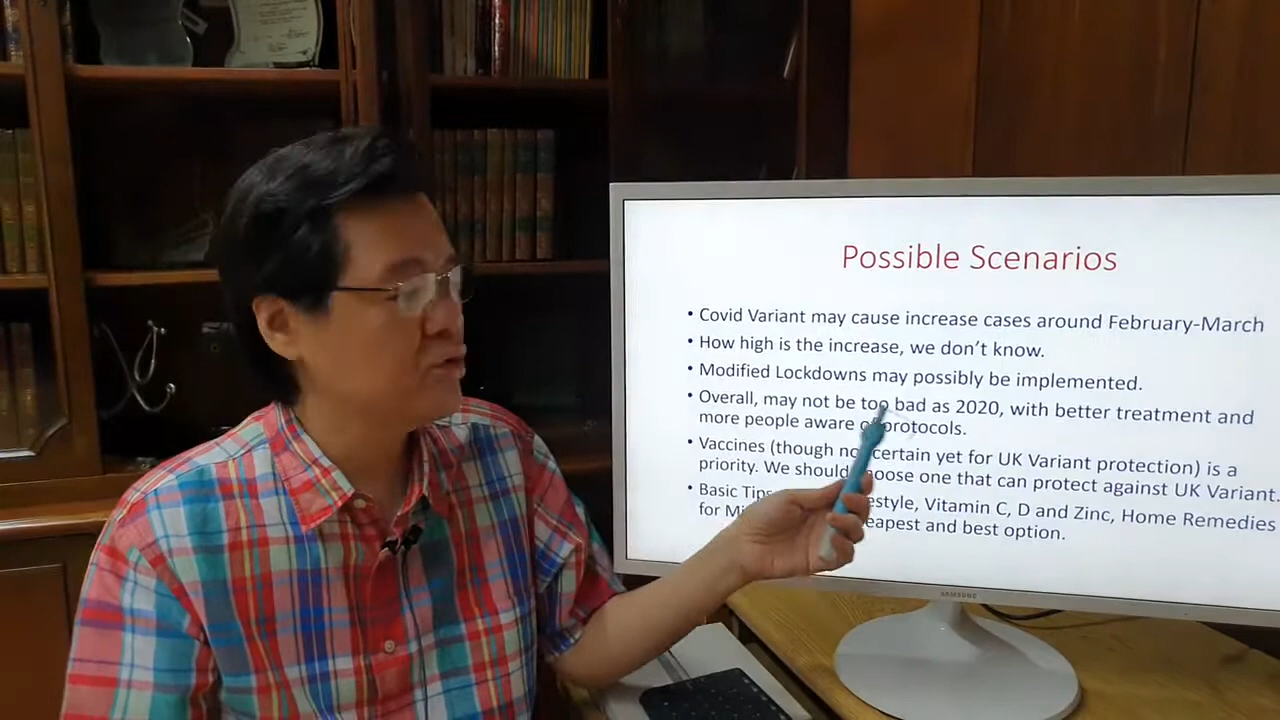 Possible Scenarios
• Covid Variant may cause increase cases around February-March
• How high is the increase, we don't know.
• Modified Lockdowns may possibly be implemented.
• Overall, may not be too bad as 2020, with better treatment and
more people aware protocols.
• Vaccines (though certain yet for UK Variant protection) is a
priority. We should one that can protect against UK Variant.
• Basic Tips Vitamin C, D and Zinc, Home Remedies
for and best option.
SAMSUNG